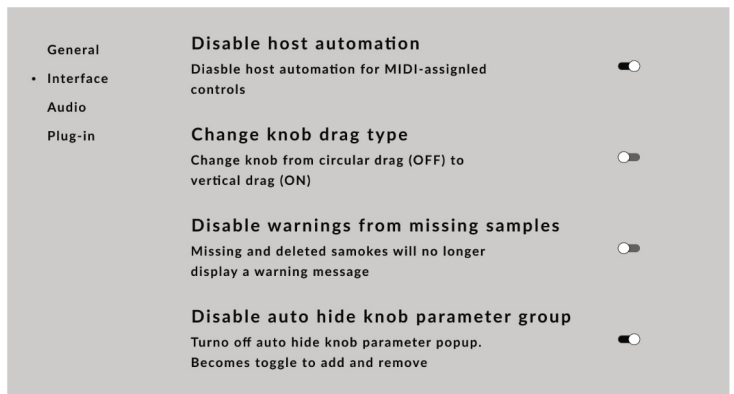 General
• Interface
Audio
Plug-in
Disable host automation
Diasble host automation for MIDI-assignled
controls
Change knob drag type
Change knob from circular drag (OFF) to
vertical drag (ON)
Disable warnings from missing samples
Missing and deleted samokes will no longer
display a warning message
Disable auto hide knob parameter group
Turno off auto hide knob parameter popup.
Becomes toggle to add and remove